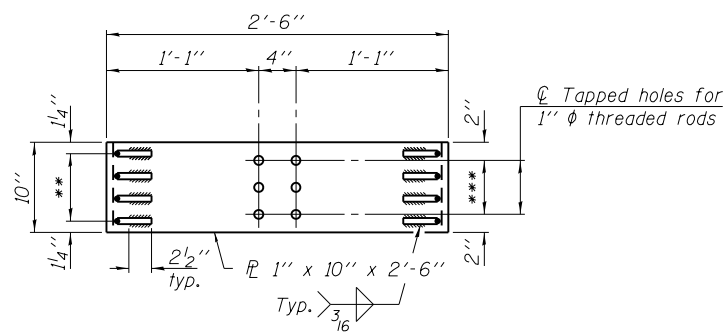 2'-6"
1'-1" 4" 1'-1"
℄ Tapped holes for
1" ϕ threaded rods
1¼" 2"
10" ** ***
1¼" 2"
2½"
typ.
⅊ 1" x 10" x 2'-6"
Typ. 3/16